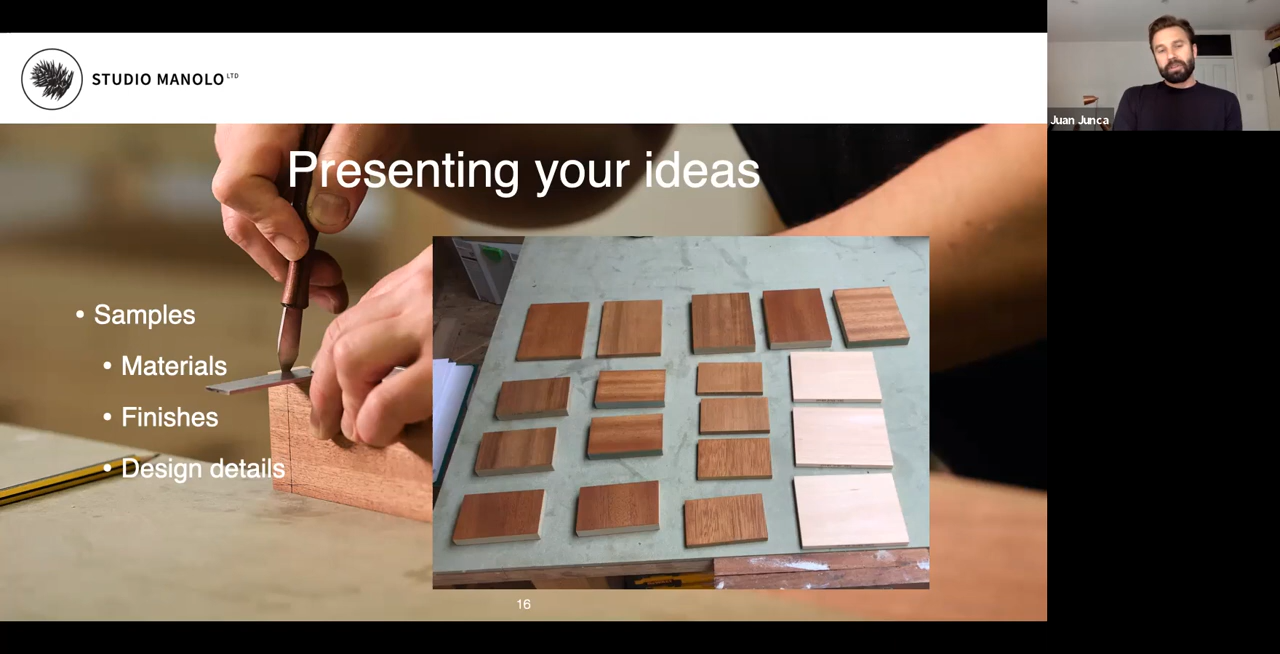 STUDIO MANOLO LTD
Juan Junca
Presenting your ideas
• Samples
• Materials
• Finishes
• Design details
16